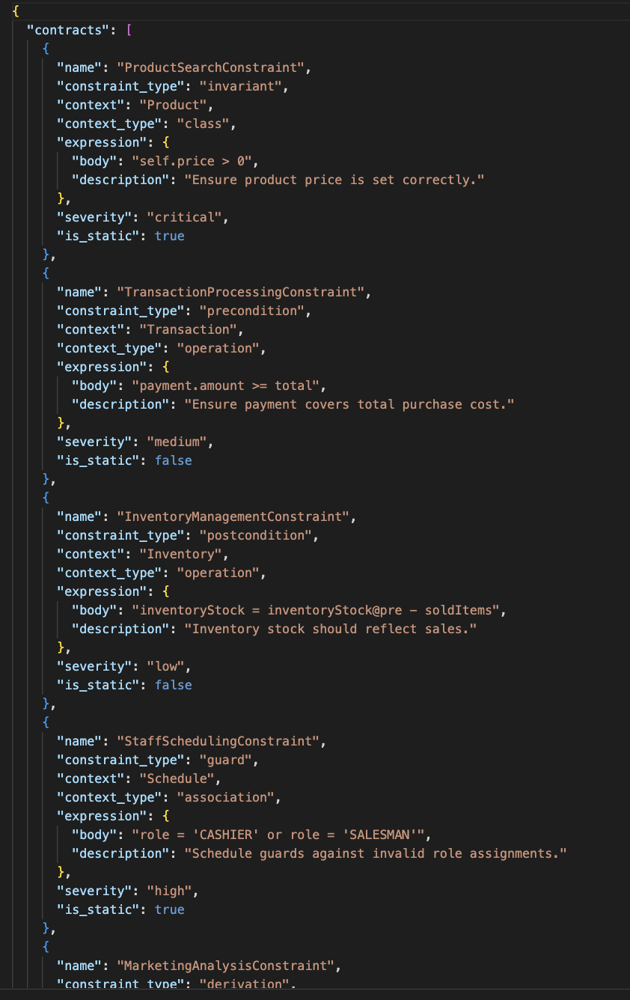 {
"contracts": [
{
"name": "ProductSearchConstraint",
"constraint_type": "invariant",
"context": "Product",
"context_type": "class",
"expression": {
"body": "self.price > 0",
"description": "Ensure product price is set correctly."
},
"severity": "critical",
"is_static": true
},
{
"name": "TransactionProcessingConstraint",
"constraint_type": "precondition",
"context": "Transaction",
"context_type": "operation",
"expression": {
"body": "payment.amount >= total",
"description": "Ensure payment covers total purchase cost."
},
"severity": "medium",
"is_static": false
},
{
"name": "InventoryManagementConstraint",
"constraint_type": "postcondition",
"context": "Inventory",
"context_type": "operation",
"expression": {
"body": "inventoryStock = inventoryStock@pre - soldItems",
"description": "Inventory stock should reflect sales."
},
"severity": "low",
"is_static": false
},
{
"name": "StaffSchedulingConstraint",
"constraint_type": "guard",
"context": "Schedule",
"context_type": "association",
"expression": {
"body": "role = 'CASHIER' or role = 'SALESMAN'",
"description": "Schedule guards against invalid role assignments."
},
"severity": "high",
"is_static": true
},
{
"name": "MarketingAnalysisConstraint",
"constraint_type": "derivation",